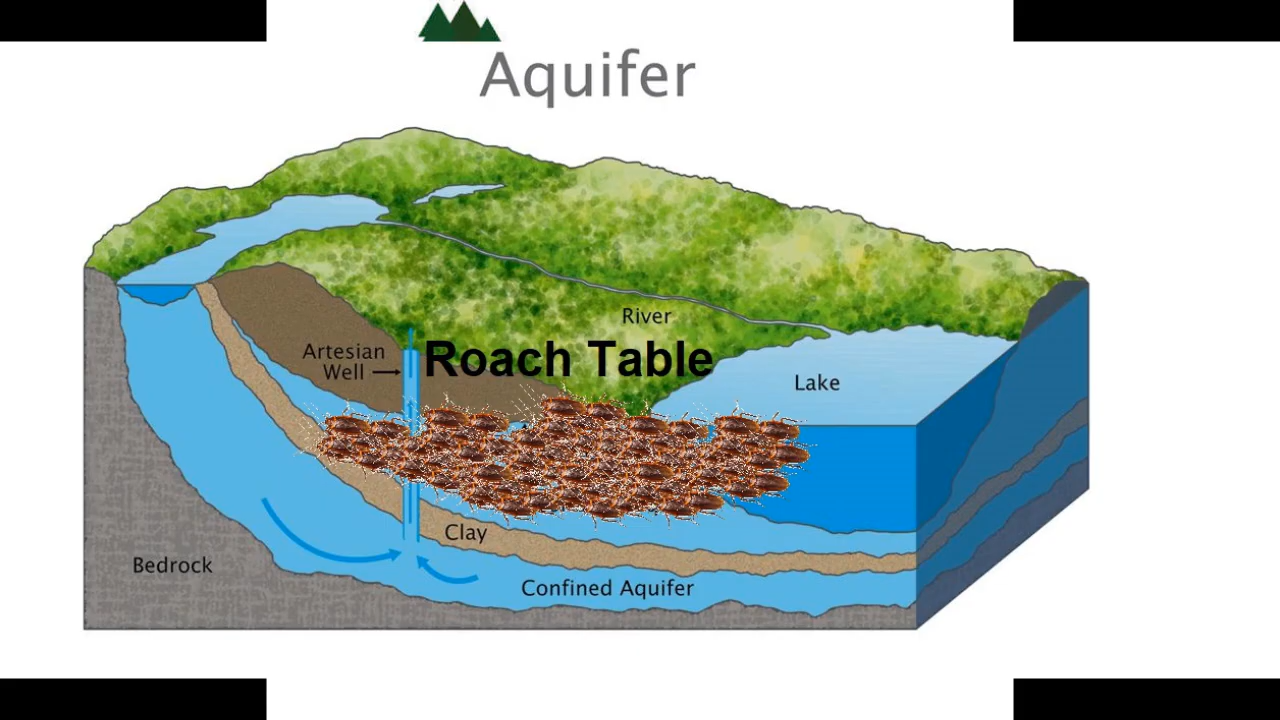 Aquifer
River
Artesian
Well
Roach Table
Lake
Clay
Bedrock
Confined Aquifer